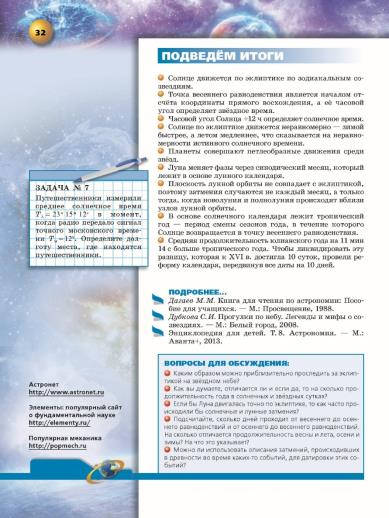 32
ПОДВЕДЁМ ИТОГИ
Солнце движется по эклиптике по зодиакальным со-
звездиям.
Точка весеннего равноденствия является началом от-
счёта координаты прямого восхождения, а её часовой
угол определяет звёздное время.
Часовой угол Солнца +12 ч определяет солнечное время.
Солнце по эклиптике движется неравномерно — зимой
быстрее, а летом медленнее, что сказывается на неравно-
мерности истинного солнечного времени.
Планеты совершают петлеобразные движения среди
звёзд.
Луна меняет фазы через синодический месяц, который
лежит в основе лунного календаря.
Плоскость лунной орбиты не совпадает с эклиптикой,
поэтому затмения случаются не каждый месяц, а только
тогда, когда новолуния и полнолуния происходят вблизи
узлов лунной орбиты.
В основе солнечного календаря лежит тропический
год — период смены сезонов года, в течение которого
Солнце возвращается в точку весеннего равноденствия.
Средняя продолжительность юлианского года на 11 мин
14 с больше тропического года. Чтобы ликвидировать эту
разницу, которая к XVI в. достигла 10 суток, провели ре-
форму календаря, передвинув все даты на 10 дней.
ЗАДАЧА № 7
Путешественники измерили
среднее солнечное время
в момент,
когда радио передало сигнал
точного московского време-
ни Определите дол-
готу места, где находятся
путешественники.
ПОДРОБНЕЕ...
Дагаев М. М. Книга для чтения по астрономии: Посо-
бие для учащихся. — М.: Просвещение, 1988.
Дубкова С. И. Прогулки по небу. Легенды и мифы о со-
звездиях. — М.: Белый город, 2008.
Энциклопедия для детей. Т. 8. Астрономия. — М.:
Аванта+, 2013.
Астронет
http://www.astronet.ru/
Элементы: популярный сайт
о фундаментальной науке
http://elementy.ru/
Популярная механика
http://popmech.ru/
ВОПРОСЫ ДЛЯ ОБСУЖДЕНИЯ:
Каким образом можно приблизительно проследить за эклип-
тикой на звёздном небе?
Как вы думаете, отличается ли и если да, то на сколько про-
должительность года в солнечных и звёздных сутках?
Если бы Луна двигалась точно по эклиптике, то как часто про-
исходили бы солнечные и лунные затмения?
Подсчитайте, сколько дней проходит от весеннего до осен-
него равноденствий и от осеннего до весеннего равноденствий.
На сколько отличается продолжительность весны и лета, осени и
зимы? На что это указывает?
Можно ли использовать описания затмений, происходивших
в древности во время каких-то событий, для датировки этих со-
бытий?